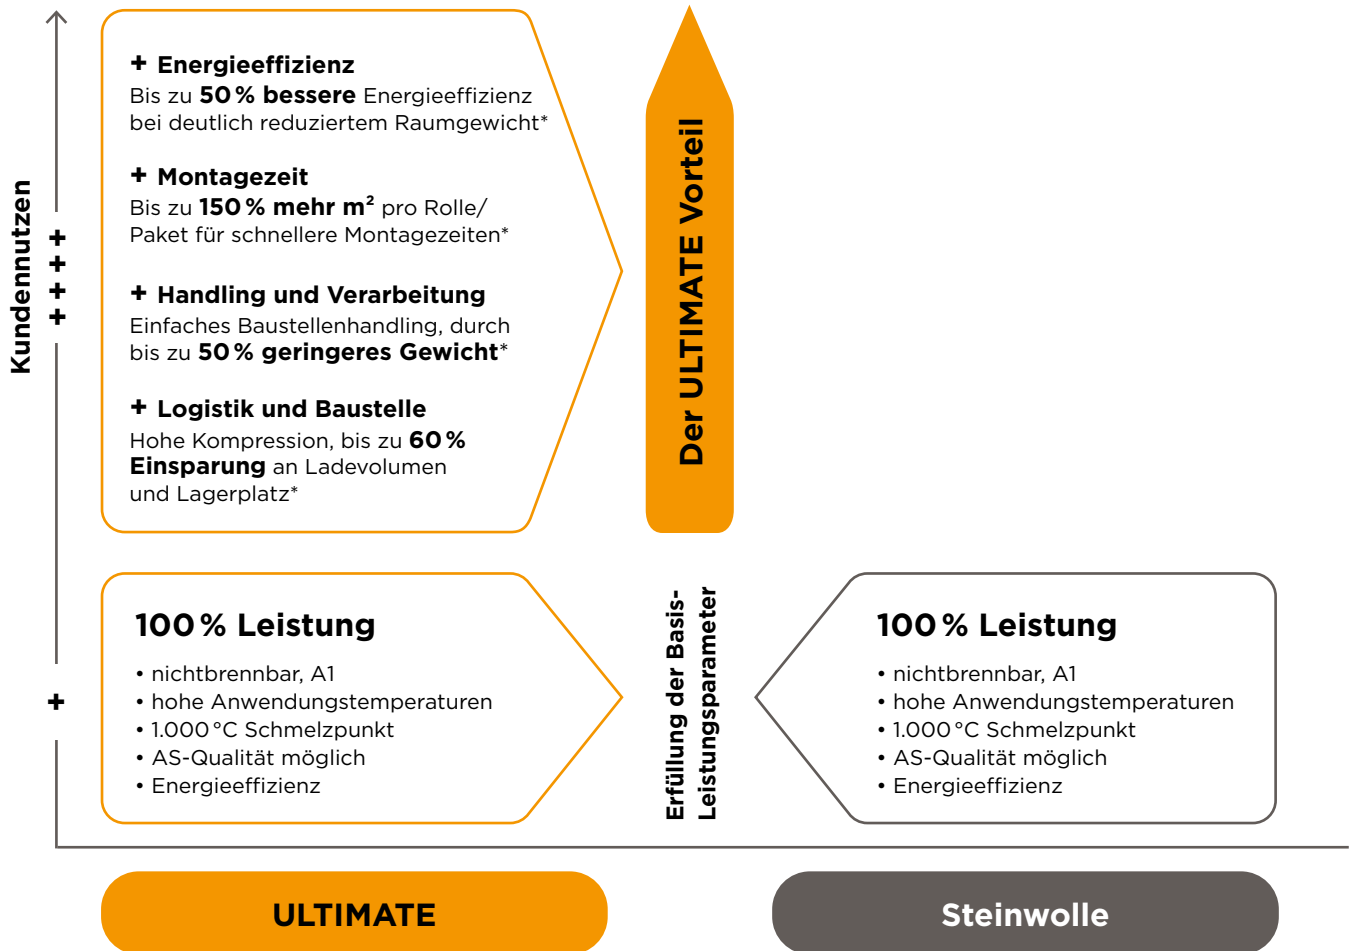 Kundennutzen
++++
+
+ Energieeffizienz
Bis zu 50 % bessere Energieeffizienz
bei deutlich reduziertem Raumgewicht*
+ Montagezeit
Bis zu 150 % mehr m² pro Rolle/
Paket für schnellere Montagezeiten*
+ Handling und Verarbeitung
Einfaches Baustellenhandling, durch
bis zu 50 % geringeres Gewicht*
+ Logistik und Baustelle
Hohe Kompression, bis zu 60 %
Einsparung an Ladevolumen
und Lagerplatz*
Der ULTIMATE Vorteil
100 % Leistung
• nichtbrennbar, A1
• hohe Anwendungstemperaturen
• 1.000 °C Schmelzpunkt
• AS-Qualität möglich
• Energieeffizienz
Erfüllung der Basis-
Leistungsparameter
100 % Leistung
• nichtbrennbar, A1
• hohe Anwendungstemperaturen
• 1.000 °C Schmelzpunkt
• AS-Qualität möglich
• Energieeffizienz
ULTIMATE
Steinwolle